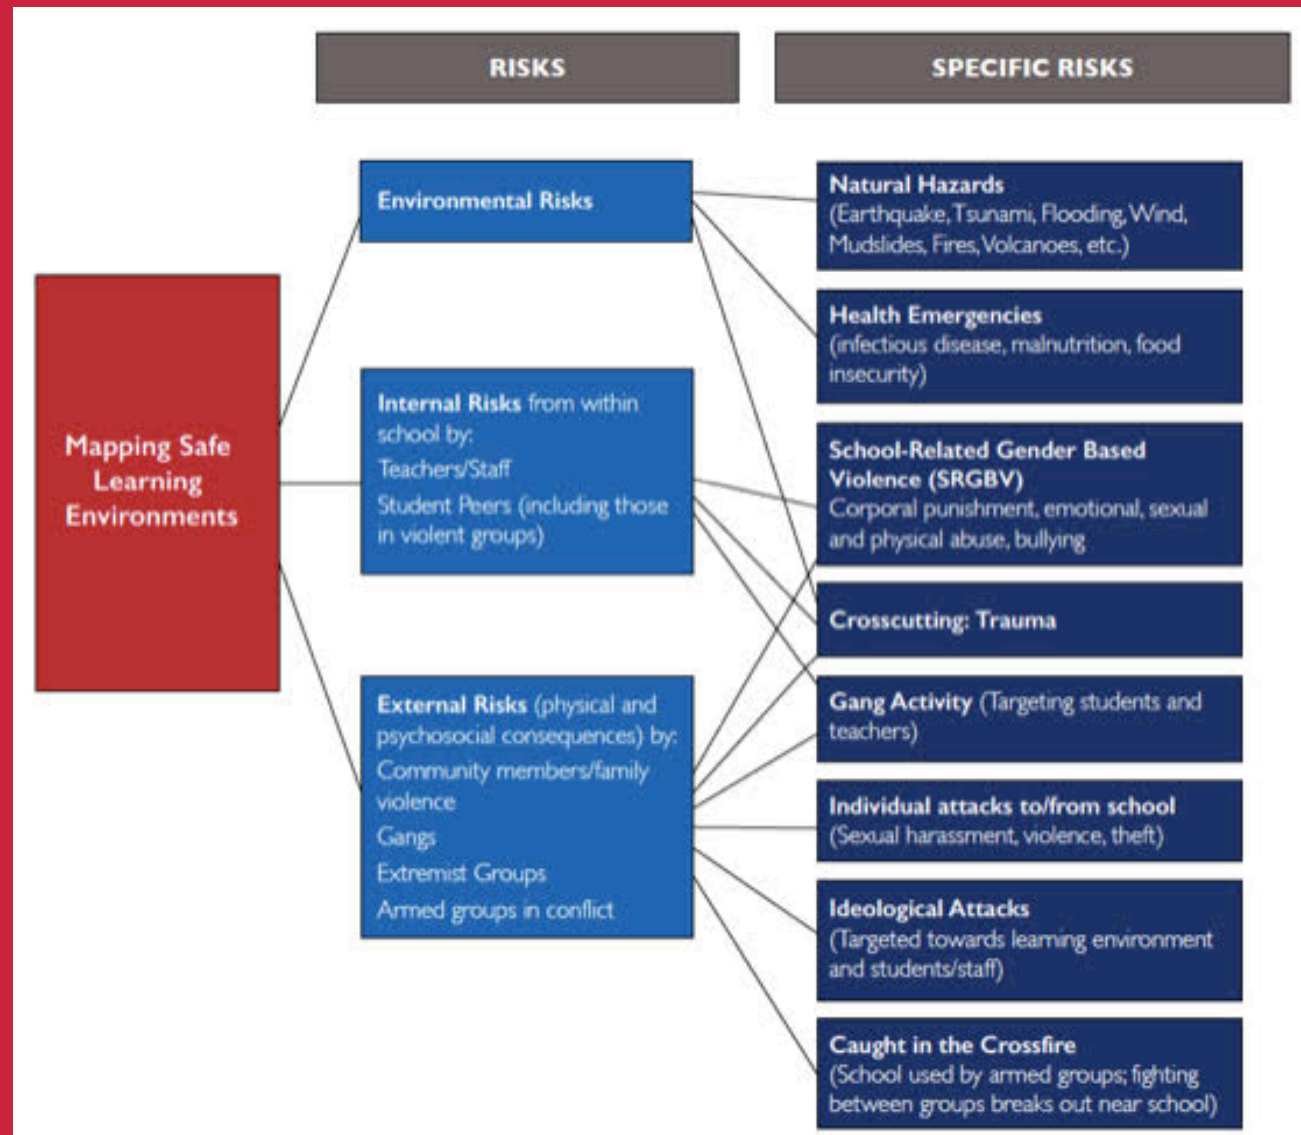 RISKS
SPECIFIC RISKS
Mapping Safe
Learning
Environments
Environmental Risks
Internal Risks from within
school by:
Teachers/Staff
Student Peers (including those
in violent groups)
External Risks (physical and
psychosocial consequences) by:
Community members/family
violence
Gangs
Extremist Groups
Armed groups in conflict
Natural Hazards
(Earthquake, Tsunami, Flooding, Wind,
Mudslides, Fires, Volcanoes, etc.)
Health Emergencies
(infectious disease, malnutrition, food
insecurity)
School-Related Gender Based
Violence (SRGBV)
Corporal punishment, emotional, sexual
and physical abuse, bullying
Crosscutting: Trauma
Gang Activity (Targeting students and
teachers)
Individual attacks to/from school
(Sexual harassment, violence, theft)
Ideological Attacks
(Targeted towards learning environment
and students/staff)
Caught in the Crossfire
(School used by armed groups; fighting
between groups breaks out near school)